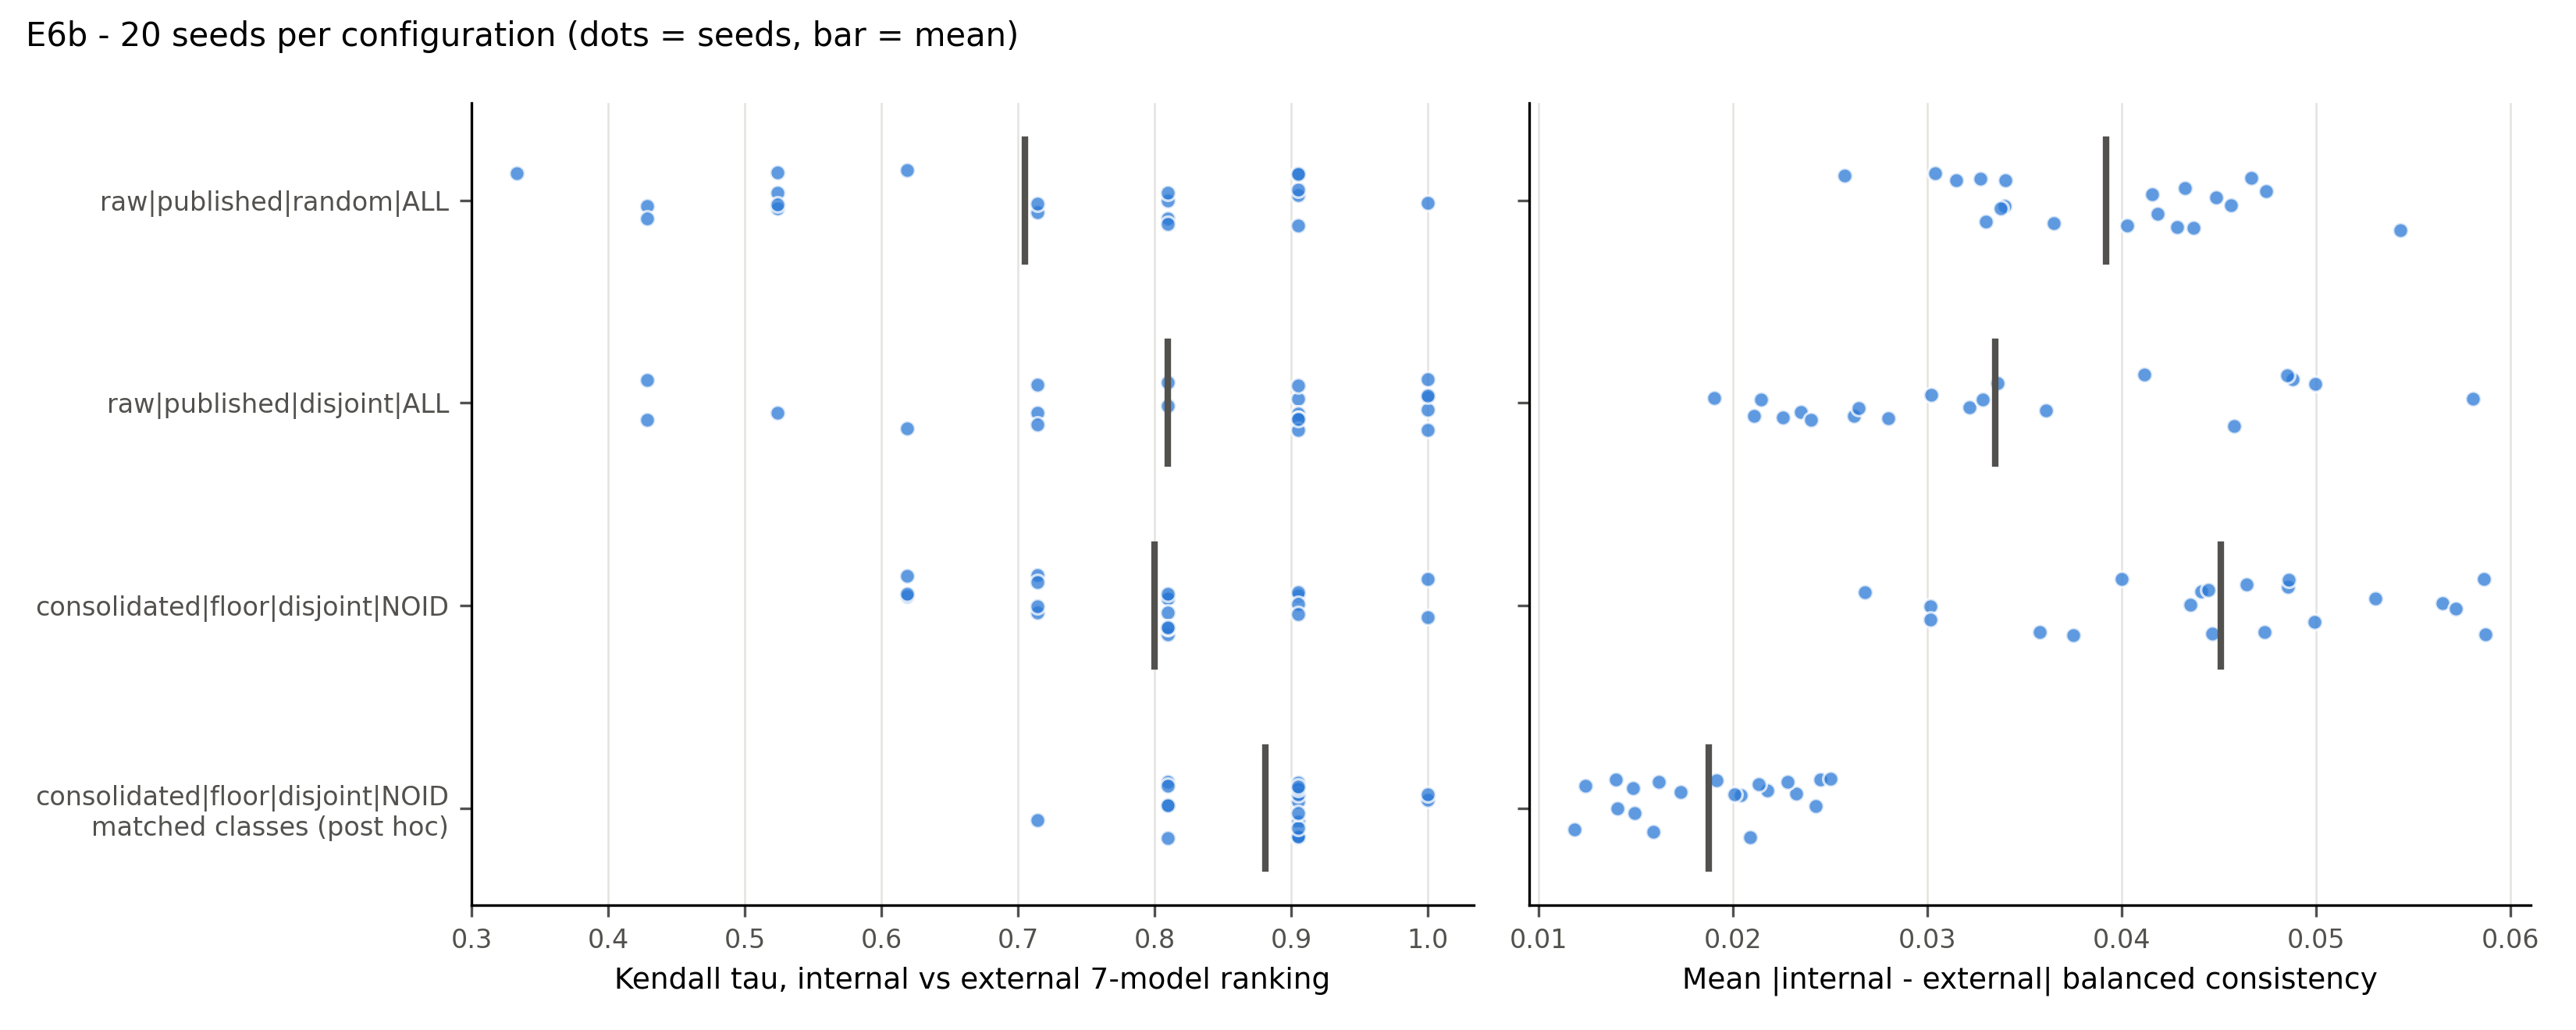 E6b - 20 seeds per configuration (dots = seeds, bar = mean)
raw|published|random|ALL
raw|published|disjoint|ALL
consolidated|floor|disjoint|NOID
consolidated|floor|disjoint|NOID
matched classes (post hoc)
0.3 0.4 0.5 0.6 0.7 0.8 0.9 1.0
Kendall tau, internal vs external 7-model ranking
0.01 0.02 0.03 0.04 0.05 0.06
Mean |internal - external| balanced consistency